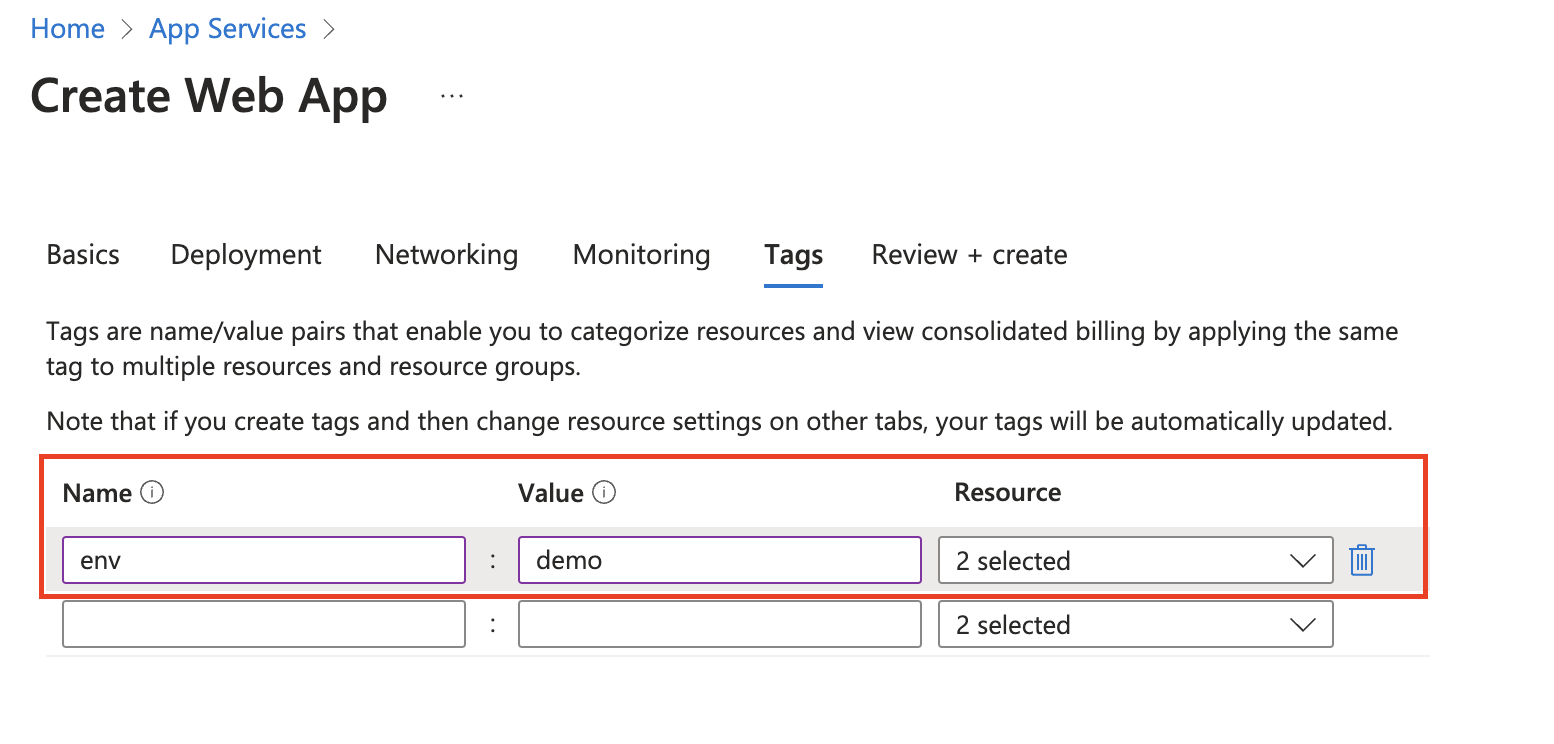 Home > App Services >
Create Web App ...
Basics Deployment Networking Monitoring Tags Review + create
Tags are name/value pairs that enable you to categorize resources and view consolidated billing by applying the same
tag to multiple resources and resource groups.
Note that if you create tags and then change resource settings on other tabs, your tags will be automatically updated.
Name Value Resource
env : demo 2 selected
: 2 selected